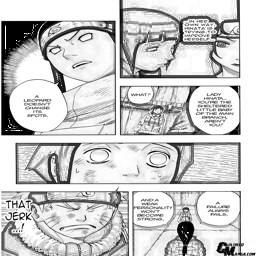 IN HER
OWN WAY,
HINATA IS
TRYING TO
IMPROVE
HERSELF.
A
LEOPARD
DOESN'T
CHANGE
ITS
SPOTS.
WHAT?
LADY
HINATA,
YOU'RE THE
SHELTERED
LITTLE BABY
OF THE MAIN
BRANCH,
AREN'T
YOU?
THAT
JERK
...!
AND A
WEAK
PERSONALITY
WON'T
BECOME
STRONG.
A
FAILURE
ALWAYS
FAILS.